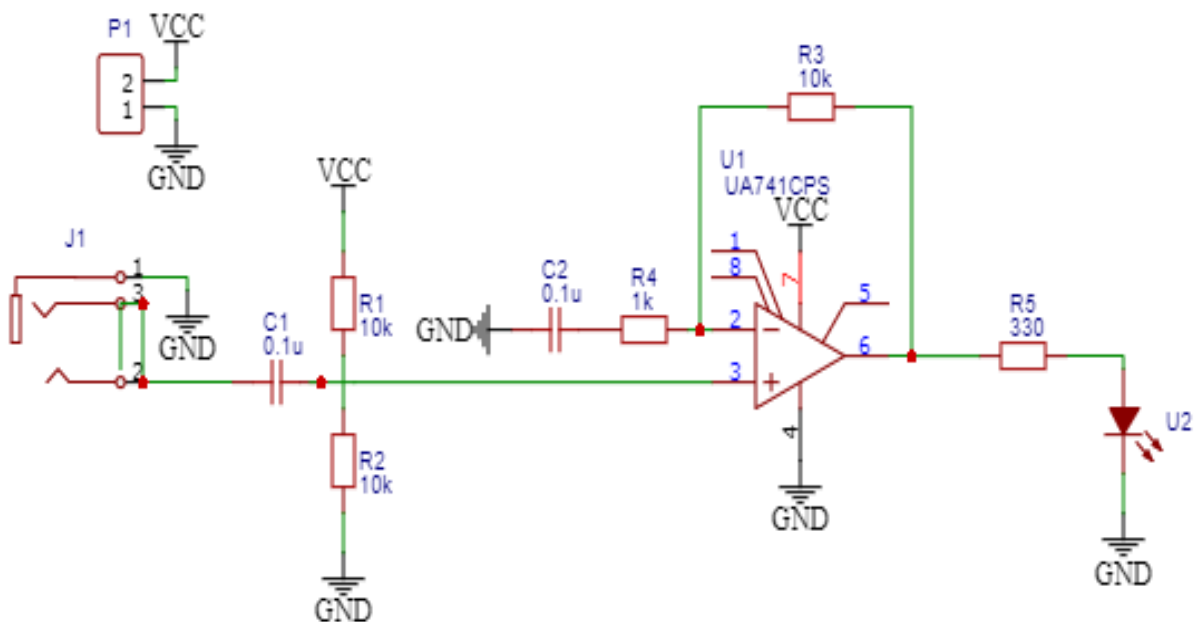 P1
VCC
2
1
GND
J1
1
3
2
GND
C1
0.1u
VCC
R1
10k
R2
10k
GND
GND
C2
0.1u
R4
1k
R3
10k
U1
UA741CPS
VCC
1
8
7
5
2
6
3
4
GND
R5
330
U2
GND